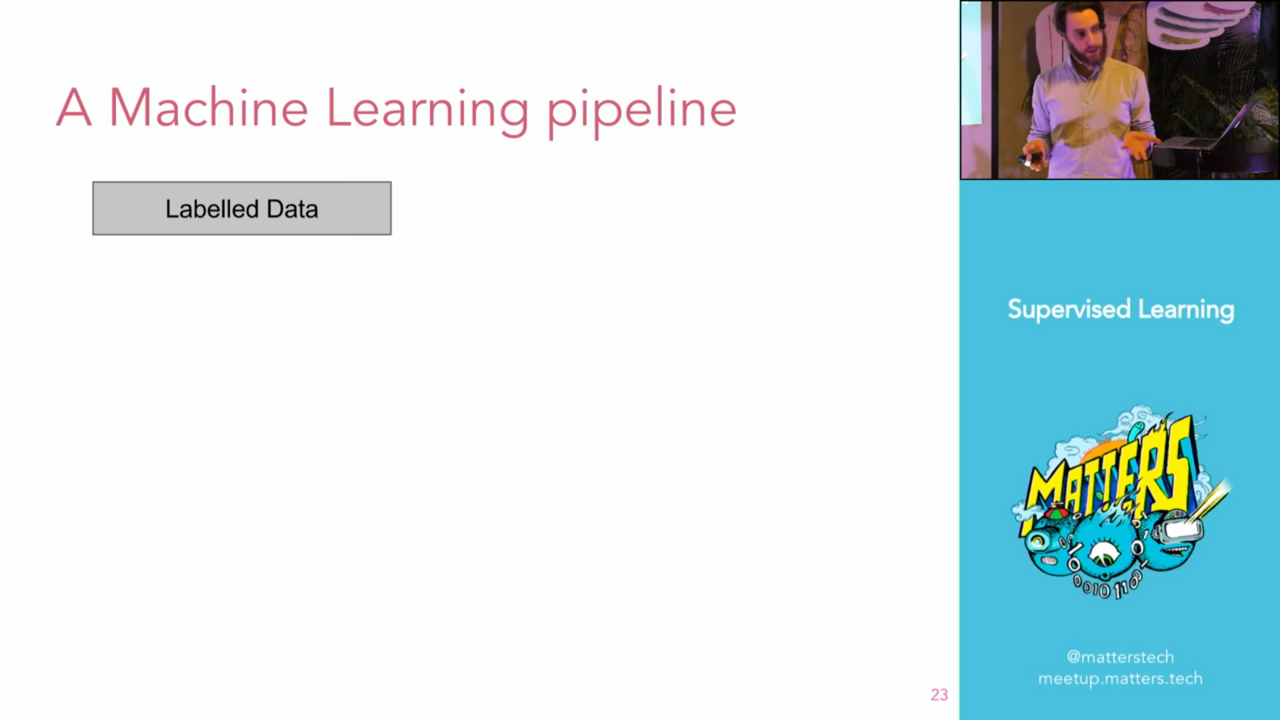 A Machine Learning pipeline
Labelled Data
23
Supervised Learning
MATTERS
@matterstech
meetup.matters.tech